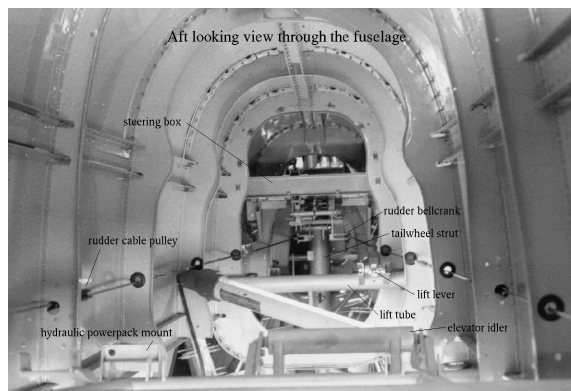 Aft looking view through the fuselage
steering box
rudder bellcrank
tailwheel strut
rudder cable pulley
lift lever
lift tube
elevator idler
hydraulic powerpack mount